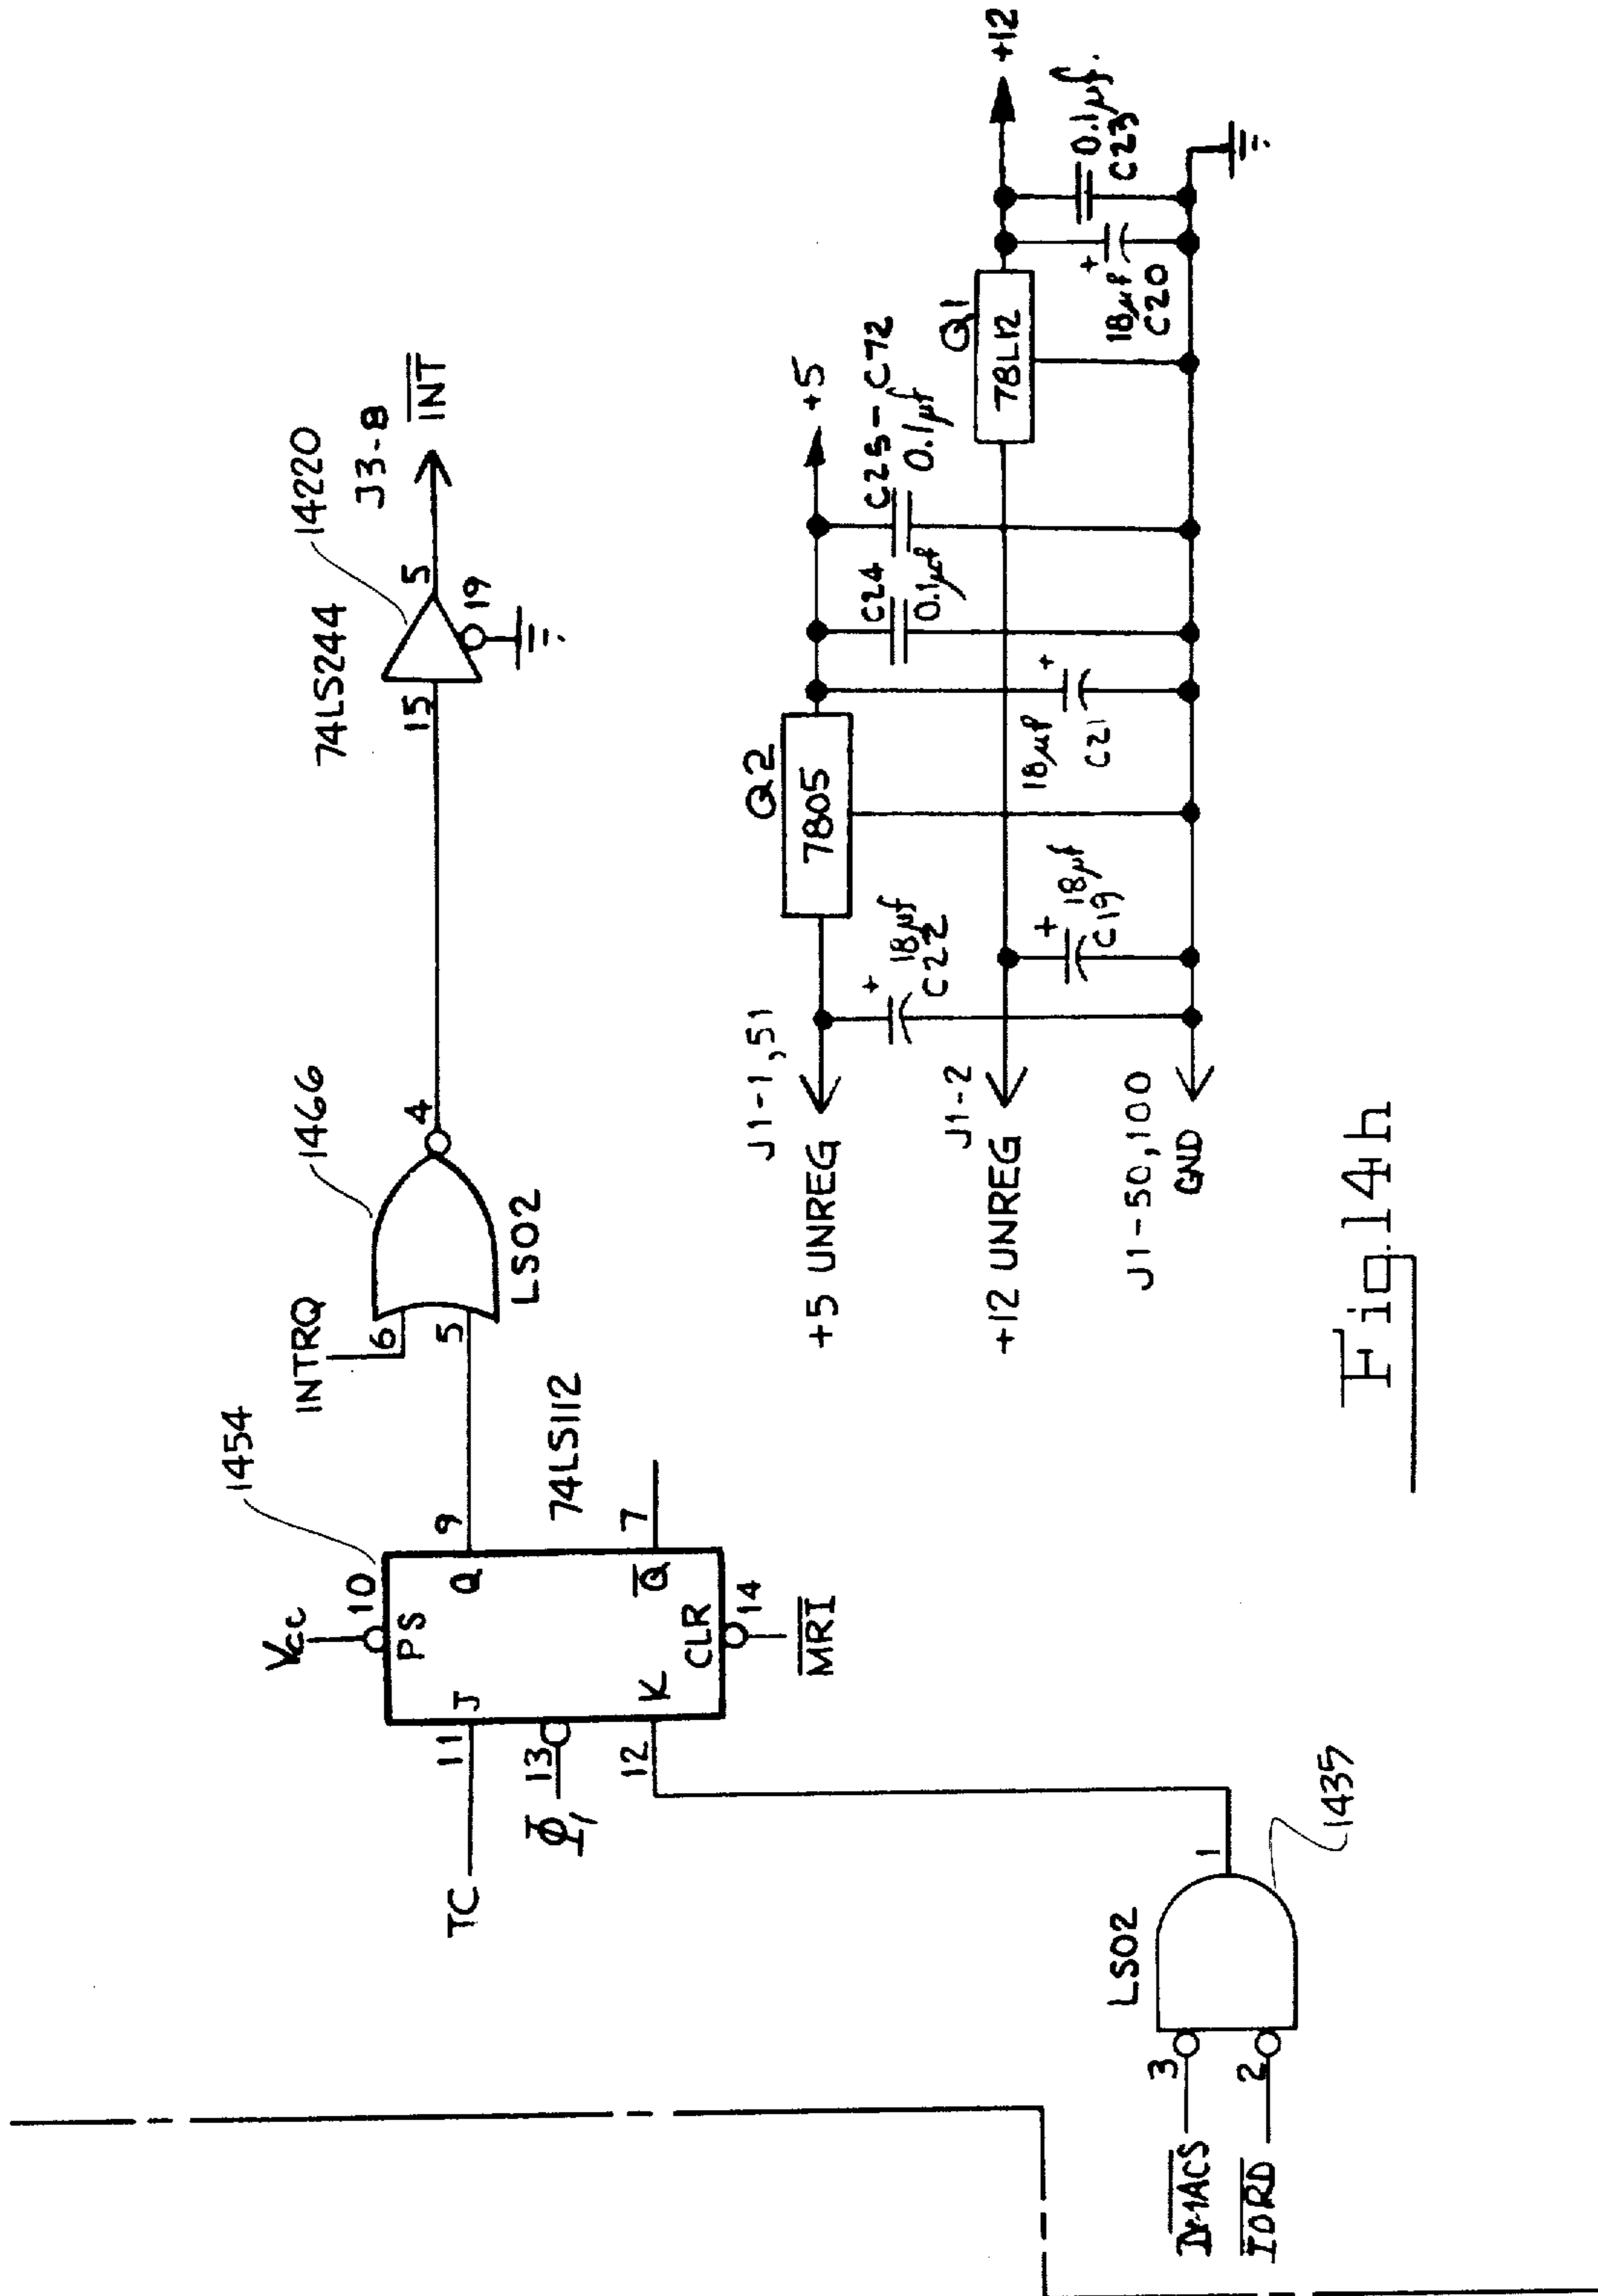 1454
Vcc
10
PS
TC
11
J
Q
9
Φ1
13
74LS112
12
K
Q
7
CLR
14
MRI
INTRQ
6
5
1466
4
LS02
74LS244
1420
15
5
19
J3-8
INT
LS02
DMACS
3
IORD
2
1
1435
J1-1,51
+5 UNREG
Q2
7805
+5
+
18µf
C22
C24
0.1µf
C25-C72
0.1µf
J1-2
+12 UNREG
Q1
78L12
+12
+
18µf
C19
+
18µf
C21
+
18µf
C20
0.1µf.
C23
J1-50,100
GND
Fig.14h